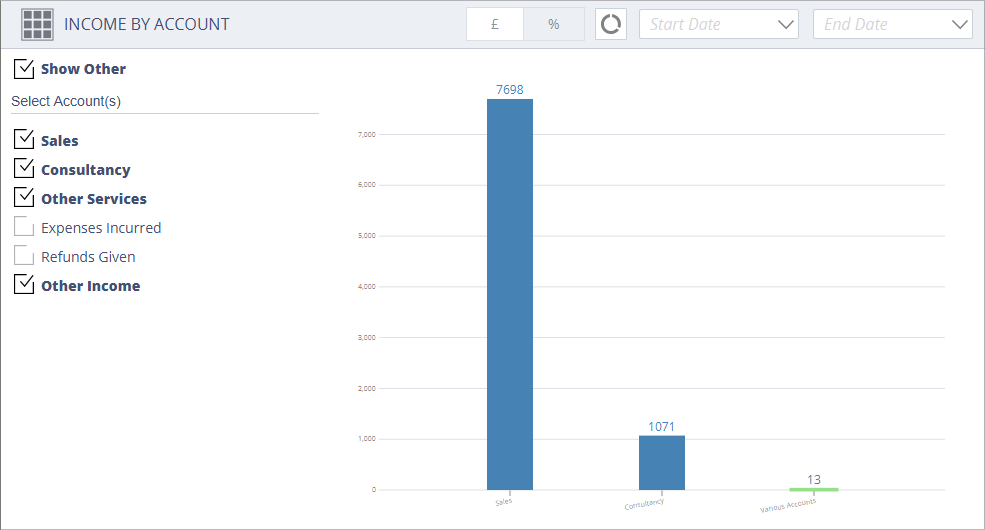 INCOME BY ACCOUNT
£
%
Start Date
End Date
Show Other
Select Account(s)
Sales
Consultancy
Other Services
Expenses Incurred
Refunds Given
Other Income
7698
7,000
6,000
5,000
4,000
3,000
2,000
1071
1,000
13
0
Sales
Consultancy
Various Accounts